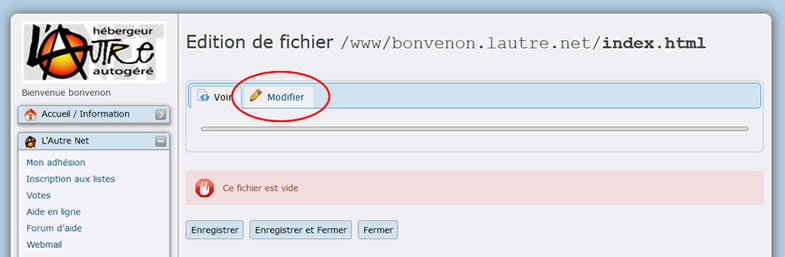 hébergeur
L'AUTRE
autogéré
Bienvenue bonvenon
Accueil / Information
L'Autre Net
Mon adhésion
Inscription aux listes
Votes
Aide en ligne
Forum d'aide
Webmail
Edition de fichier /www/bonvenon.lautre.net/index.html
Voir
Modifier
Ce fichier est vide
Enregistrer
Enregistrer et Fermer
Fermer